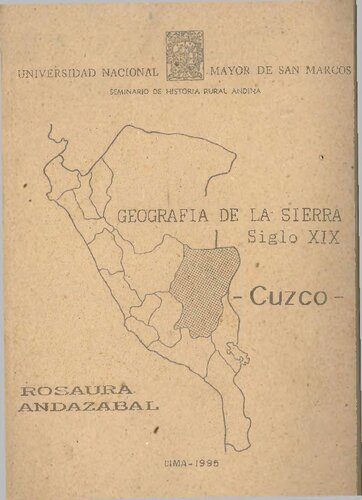 UNIVERSIDAD NACIONAL MAYOR DE SAN MARCOS
SEMINARIO DE HISTORIA RURAL ANDINA
GEOGRAFIA DE LA SIERRA
Siglo XIX
- Cuzco -
ROSAURA
ANDAZABAL
LIMA-1995